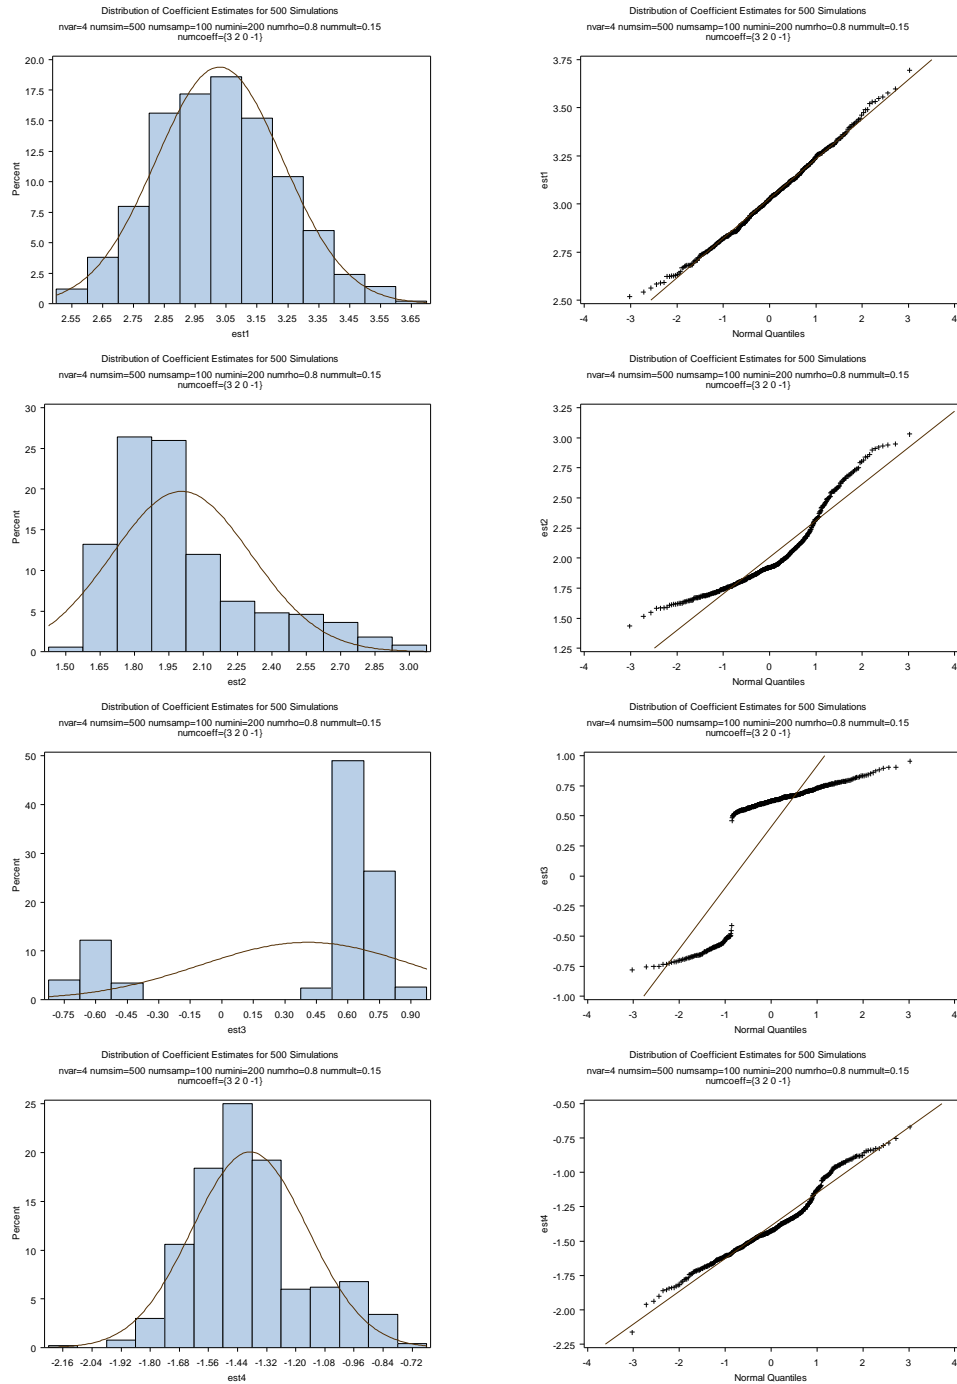 Distribution of Coefficient Estimates for 500 Simulations
nvar=4 numsim=500 numsamp=100 numini=200 numrho=0.8 nummult=0.15
numcoeff={3 2 0 -1}
20.0
17.5
15.0
12.5
10.0
7.5
5.0
2.5
0
Percent
2.55 2.65 2.75 2.85 2.95 3.05 3.15 3.25 3.35 3.45 3.55 3.65
est1
Distribution of Coefficient Estimates for 500 Simulations
nvar=4 numsim=500 numsamp=100 numini=200 numrho=0.8 nummult=0.15
numcoeff={3 2 0 -1}
3.75
3.50
3.25
3.00
2.75
2.50
est1
-4 -3 -2 -1 0 1 2 3 4
Normal Quantiles
Distribution of Coefficient Estimates for 500 Simulations
nvar=4 numsim=500 numsamp=100 numini=200 numrho=0.8 nummult=0.15
numcoeff={3 2 0 -1}
30
25
20
15
10
5
0
Percent
1.50 1.65 1.80 1.95 2.10 2.25 2.40 2.55 2.70 2.85 3.00
est2
Distribution of Coefficient Estimates for 500 Simulations
nvar=4 numsim=500 numsamp=100 numini=200 numrho=0.8 nummult=0.15
numcoeff={3 2 0 -1}
3.25
3.00
2.75
2.50
2.25
2.00
1.75
1.50
1.25
est2
-4 -3 -2 -1 0 1 2 3 4
Normal Quantiles
Distribution of Coefficient Estimates for 500 Simulations
nvar=4 numsim=500 numsamp=100 numini=200 numrho=0.8 nummult=0.15
numcoeff={3 2 0 -1}
50
40
30
20
10
0
Percent
-0.75 -0.60 -0.45 -0.30 -0.15 0 0.15 0.30 0.45 0.60 0.75 0.90
est3
Distribution of Coefficient Estimates for 500 Simulations
nvar=4 numsim=500 numsamp=100 numini=200 numrho=0.8 nummult=0.15
numcoeff={3 2 0 -1}
1.00
0.75
0.50
0.25
0
-0.25
-0.50
-0.75
-1.00
est3
-4 -3 -2 -1 0 1 2 3 4
Normal Quantiles
Distribution of Coefficient Estimates for 500 Simulations
nvar=4 numsim=500 numsamp=100 numini=200 numrho=0.8 nummult=0.15
numcoeff={3 2 0 -1}
25
20
15
10
5
0
Percent
-2.16 -2.04 -1.92 -1.80 -1.68 -1.56 -1.44 -1.32 -1.20 -1.08 -0.96 -0.84 -0.72
est4
Distribution of Coefficient Estimates for 500 Simulations
nvar=4 numsim=500 numsamp=100 numini=200 numrho=0.8 nummult=0.15
numcoeff={3 2 0 -1}
-0.50
-0.75
-1.00
-1.25
-1.50
-1.75
-2.00
-2.25
est4
-4 -3 -2 -1 0 1 2 3 4
Normal Quantiles